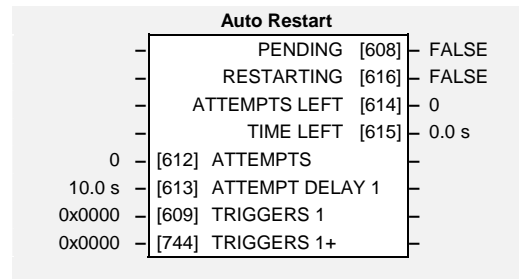 Auto Restart
– PENDING [608] – FALSE
– RESTARTING [616] – FALSE
– ATTEMPTS LEFT [614] – 0
– TIME LEFT [615] – 0.0 s
0 – [612] ATTEMPTS –
10.0 s – [613] ATTEMPT DELAY 1 –
0x0000 – [609] TRIGGERS 1 –
0x0000 – [744] TRIGGERS 1+ –